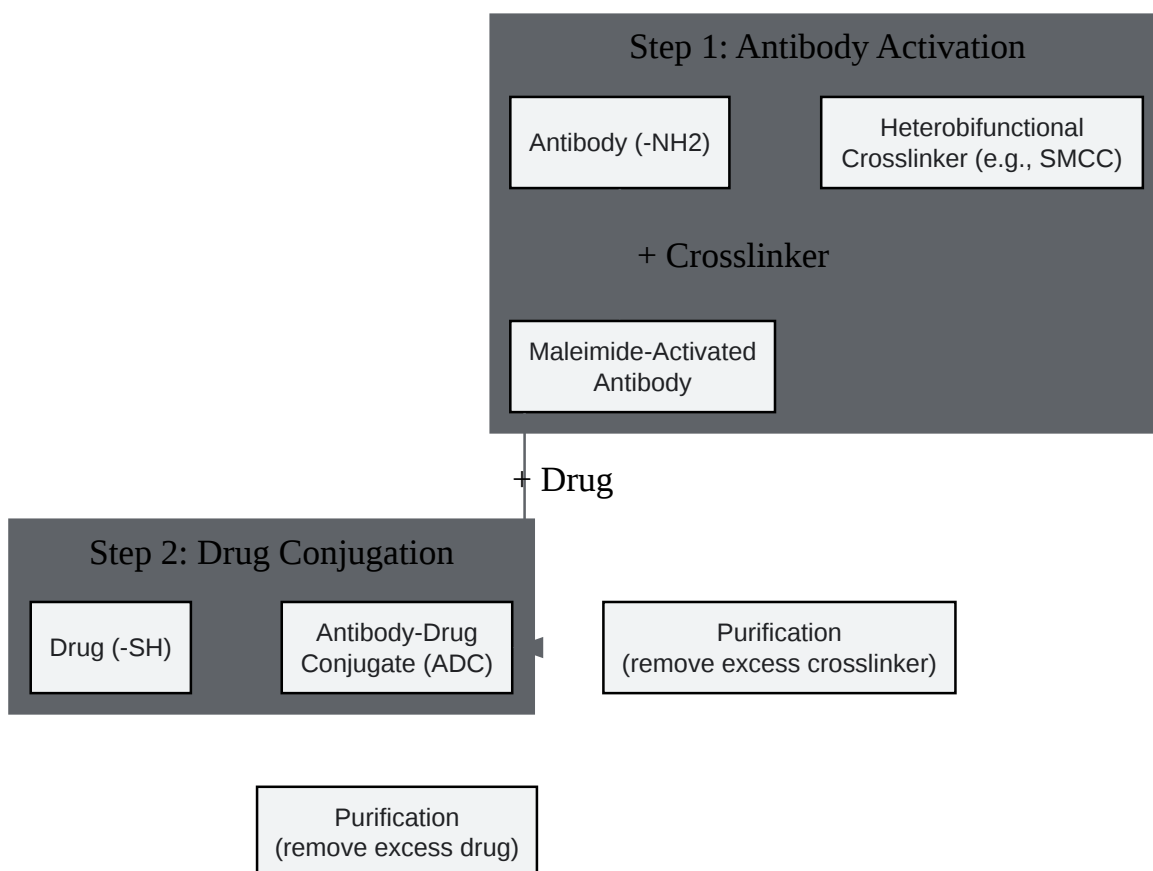 Step 1: Antibody Activation
Antibody (-NH2)
Heterobifunctional
Crosslinker (e.g., SMCC)
+ Crosslinker
Maleimide-Activated
Antibody
+ Drug
Step 2: Drug Conjugation
Drug (-SH)
Antibody-Drug
Conjugate (ADC)
Purification
(remove excess crosslinker)
Purification
(remove excess drug)